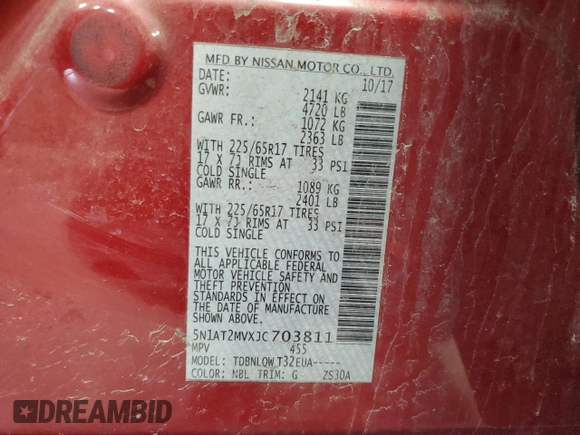 MFD BY NISSAN MOTOR CO., LTD.
DATE: 10/17
GVWR: 2141 KG
4720 LB
GAWR FR.: 1072 KG
2363 LB
WITH 225/65R17 TIRES
17 X 7J RIMS AT 33 PSI
COLD SINGLE
GAWR RR.: 1089 KG
2401 LB
WITH 225/65R17 TIRES
17 X 7J RIMS AT 33 PSI
COLD SINGLE
THIS VEHICLE CONFORMS TO
ALL APPLICABLE FEDERAL
MOTOR VEHICLE SAFETY AND
THEFT PREVENTION
STANDARDS IN EFFECT ON
THE DATE OF MANUFACTURE
SHOWN ABOVE.
5N1AT2MVXJC703811
MPV 455
MODEL: TDBNLQW,T32EUA-----
COLOR: NBL TRIM: G 2S30A
DREAMBID